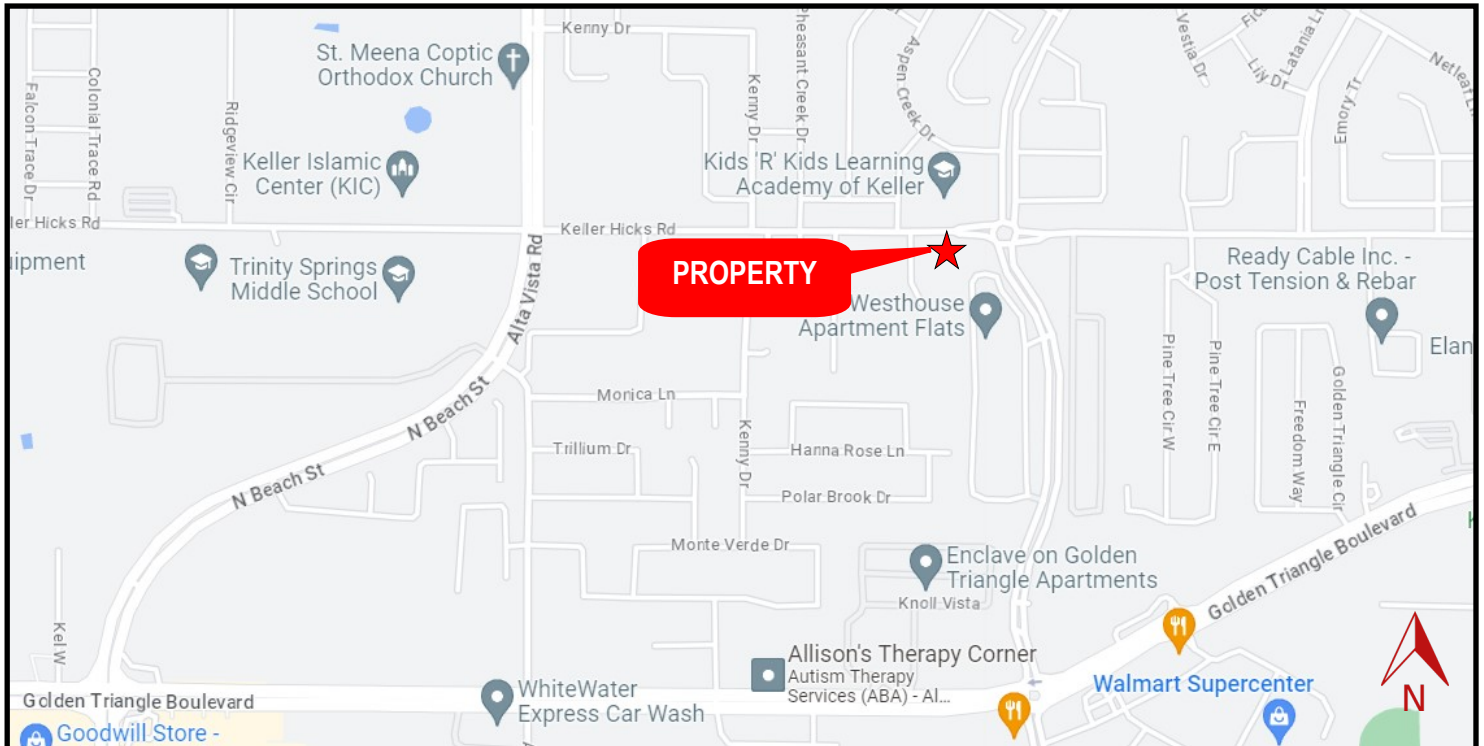 Kenny Dr
St. Meena Coptic
Orthodox Church
Falcon Trace Dr
Colonial Trace Rd
Ridgeview Cir
Kenny Dr
Pheasant Creek Dr
Aspen Creek Dr
Vestia Dr
Lily Dr
Latania Ln
Emory Tr
Keller Islamic
Center (KIC)
Kids 'R' Kids Learning
Academy of Keller
ler Hicks Rd
Keller Hicks Rd
ipment
Trinity Springs
Middle School
Alta Vista Rd
PROPERTY
Westhouse
Apartment Flats
Ready Cable Inc. -
Post Tension & Rebar
Elan
N Beach St
N Beach St
Monica Ln
Trillium Dr
Kenny Dr
Hanna Rose Ln
Polar Brook Dr
Pine Tree Cir W
Pine Tree Cir E
Freedom Way
Golden Triangle Cir
Monte Verde Dr
Enclave on Golden
Triangle Apartments
Knoll Vista
Golden Triangle Boulevard
Kel W
Allison's Therapy Corner
Autism Therapy
Services (ABA) - Al...
Golden Triangle Boulevard
WhiteWater
Express Car Wash
Walmart Supercenter
N
Goodwill Store -